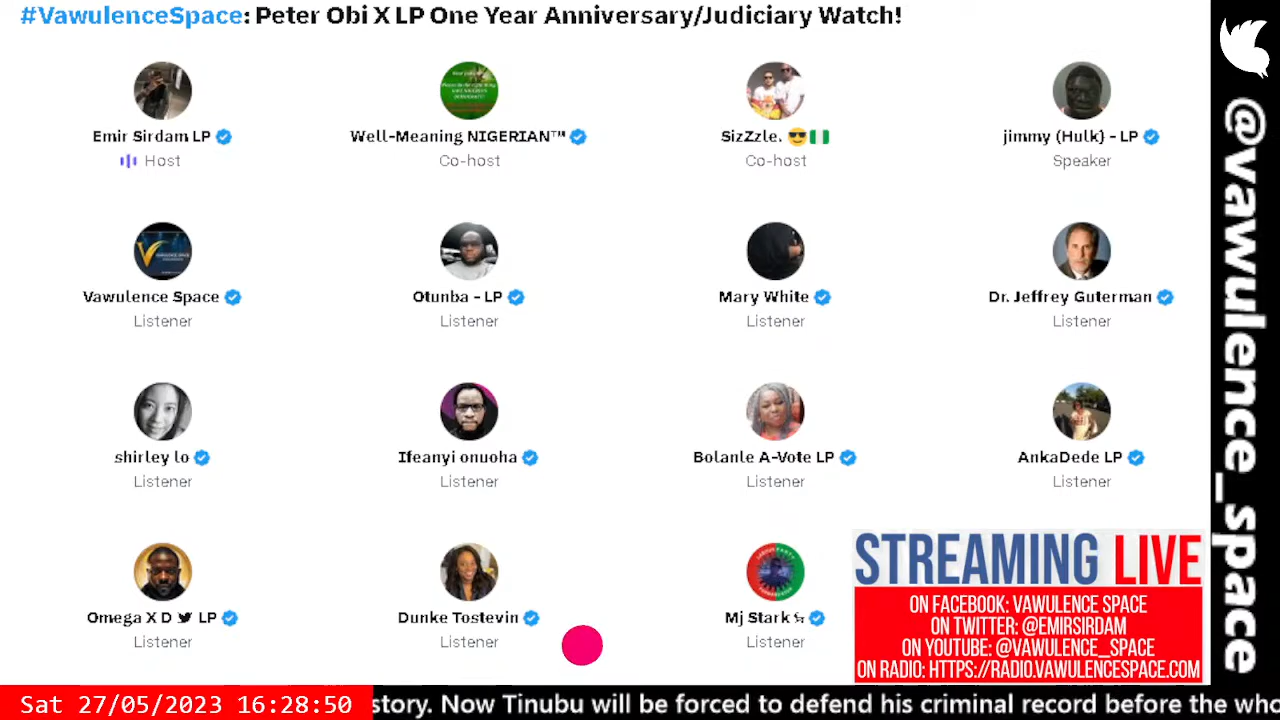 #VawulenceSpace: Peter Obi X LP One Year Anniversary/Judiciary Watch!
Emir Sirdam LP
Host
Well-Meaning NIGERIAN™
Co-host
SizZzle. 😎🇳🇬
Co-host
jimmy (Hulk) - LP
Speaker
Vawulence Space
Listener
Otunba - LP
Listener
Mary White
Listener
Dr. Jeffrey Guterman
Listener
shirley lo
Listener
Ifeanyi onuoha
Listener
Bolanle A-Vote LP
Listener
AnkaDede LP
Listener
Omega X D LP
Listener
Dunke Tostevin
Listener
Mj Stark
Listener
STREAMING LIVE
ON FACEBOOK: VAWULENCE SPACE
ON TWITTER: @EMIRSIRDAM
ON YOUTUBE: @VAWULENCE_SPACE
ON RADIO: HTTPS://RADIO.VAWULENCESPACE.COM
@vawulence_space
Sat 27/05/2023 16:28:50
story. Now Tinubu will be forced to defend his criminal record before the who